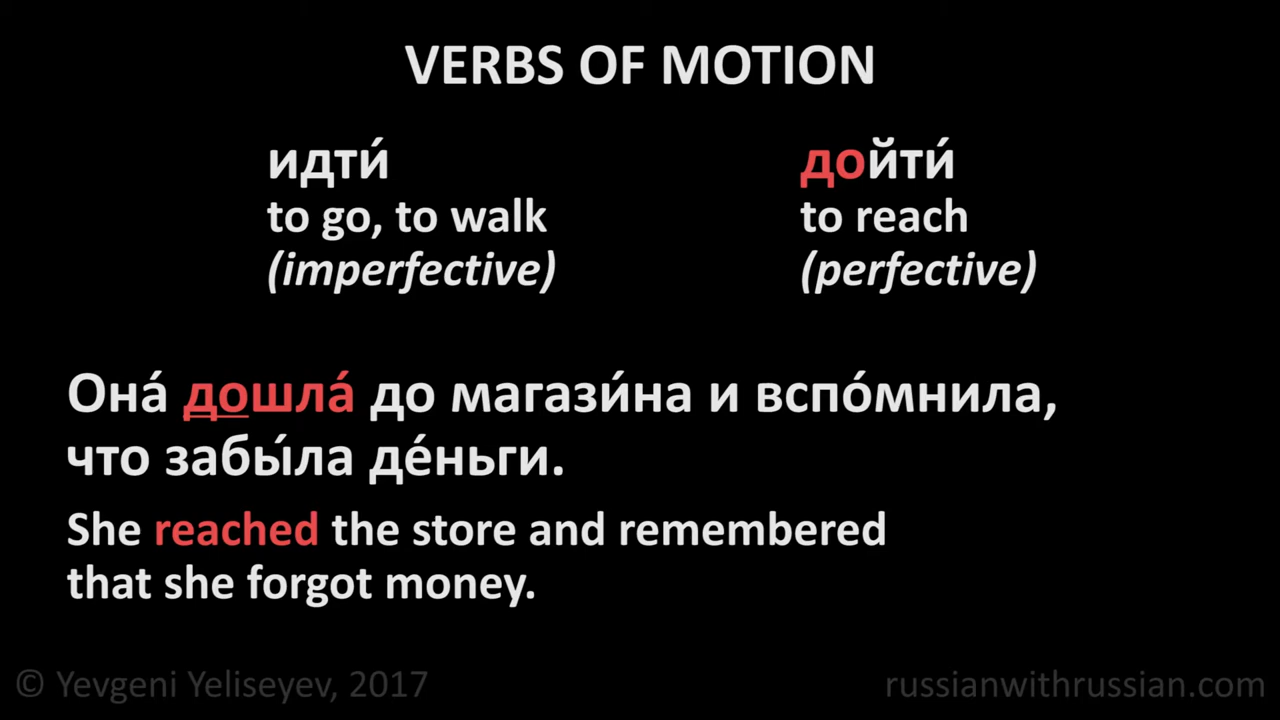 VERBS OF MOTION
идти́ дойти́
to go, to walk to reach
(imperfective) (perfective)
Она́ дошла́ до магази́на и вспо́мнила,
что забы́ла де́ньги.
She reached the store and remembered
that she forgot money.
© Yevgeni Yeliseyev, 2017 russianwithrussian.com